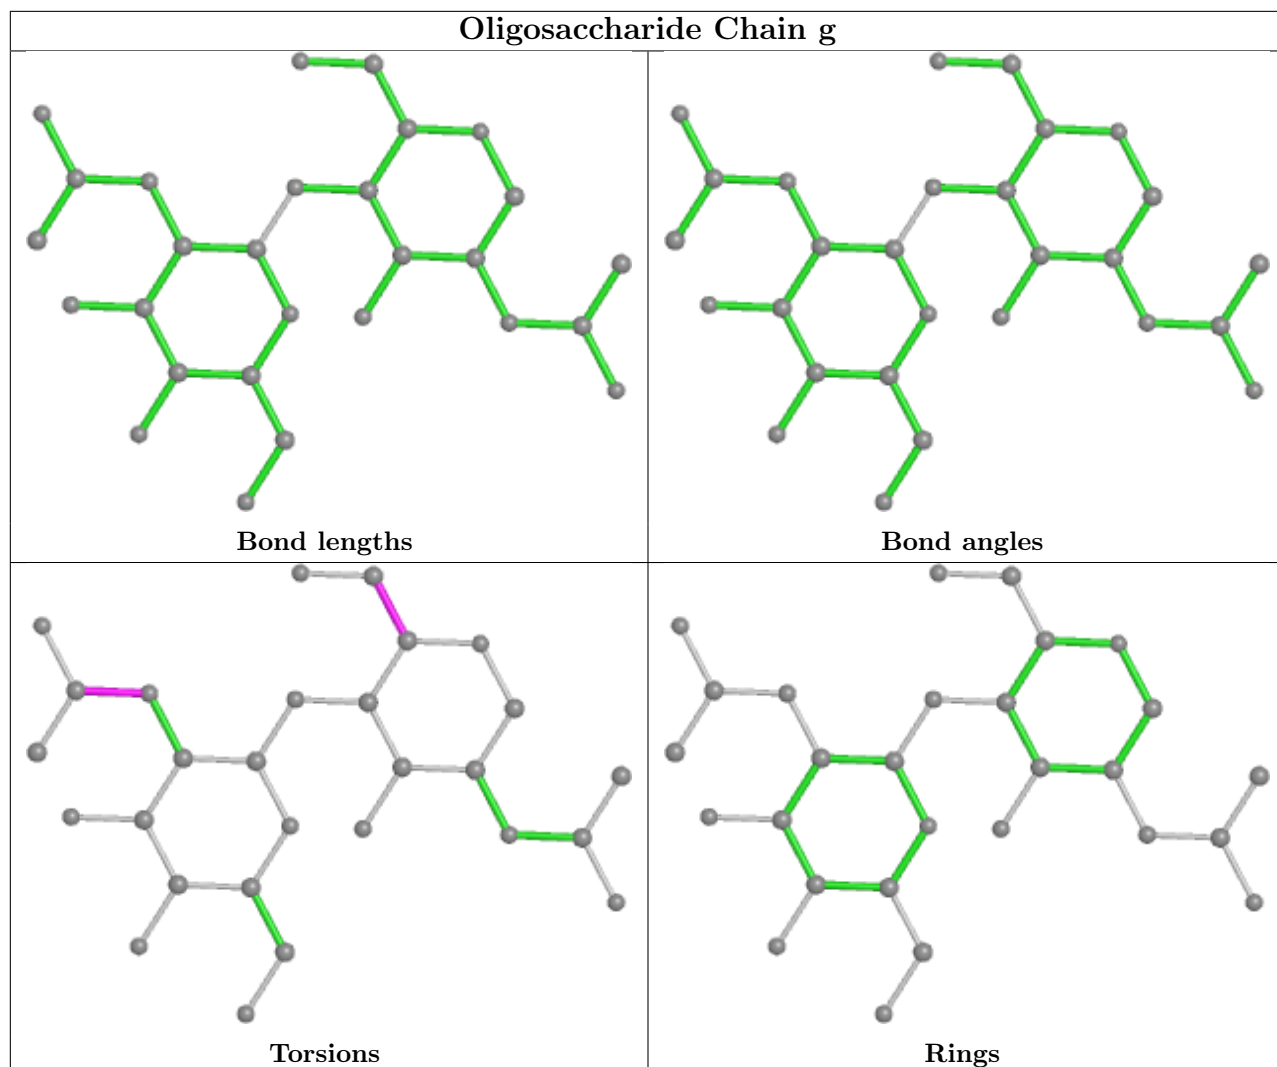 Oligosaccharide Chain g
Bond lengths
Bond angles
Torsions
Rings